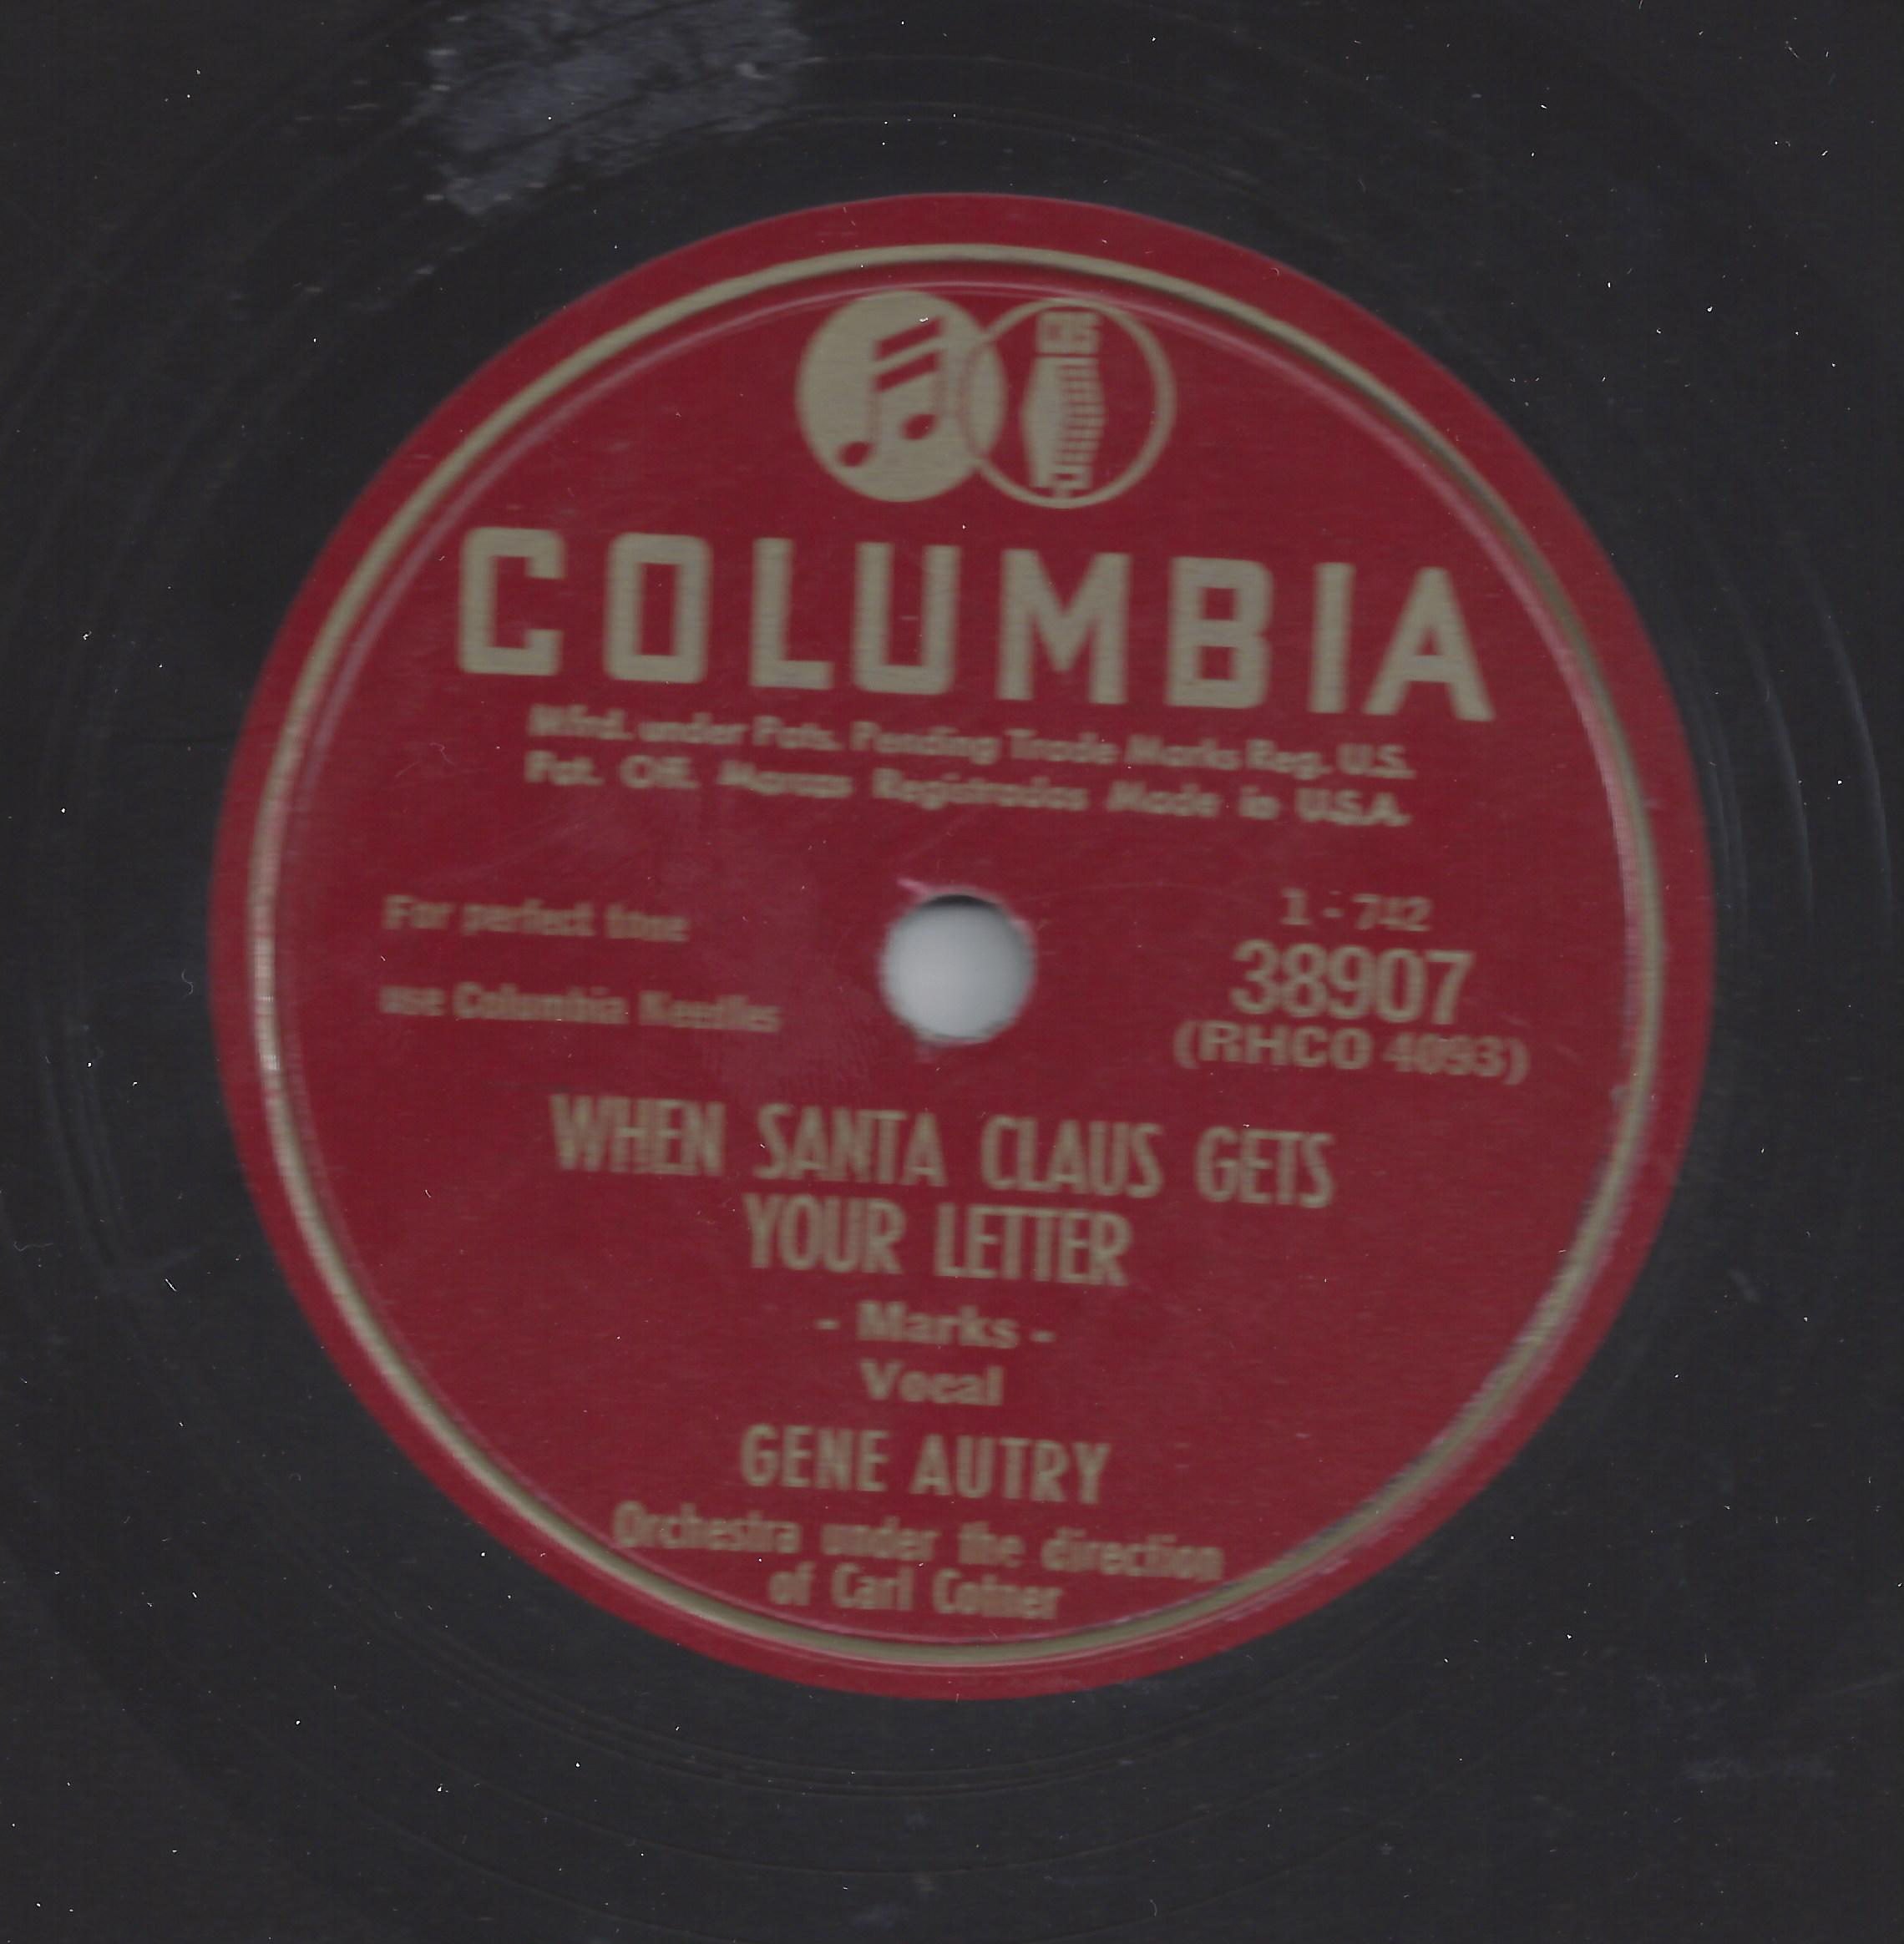 CBS
COLUMBIA
Mfrd. under Pats. Pending Trade Marks Reg. U.S.
Pat. Off. Marcas Registradas Made in U.S.A.
For perfect tone
use Columbia Needles
1 - 742
38907
(RHCO 4093)
WHEN SANTA CLAUS GETS
YOUR LETTER
- Marks -
Vocal
GENE AUTRY
Orchestra under the direction
of Carl Cotner